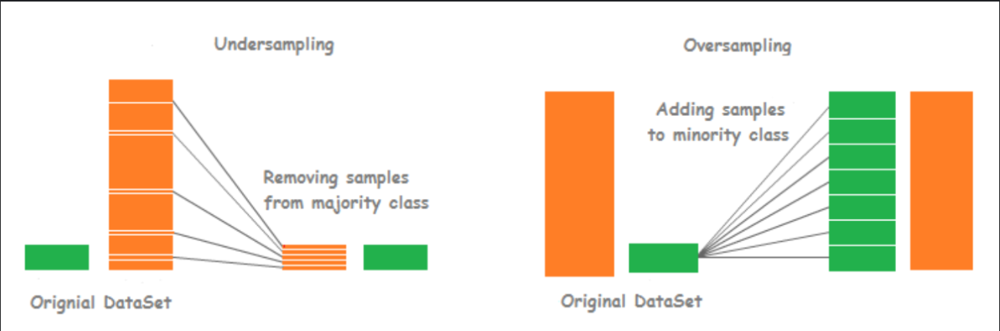 Undersampling
Removing samples
from majority class
Orignial DataSet
Oversampling
Adding samples
to minority class
Original DataSet